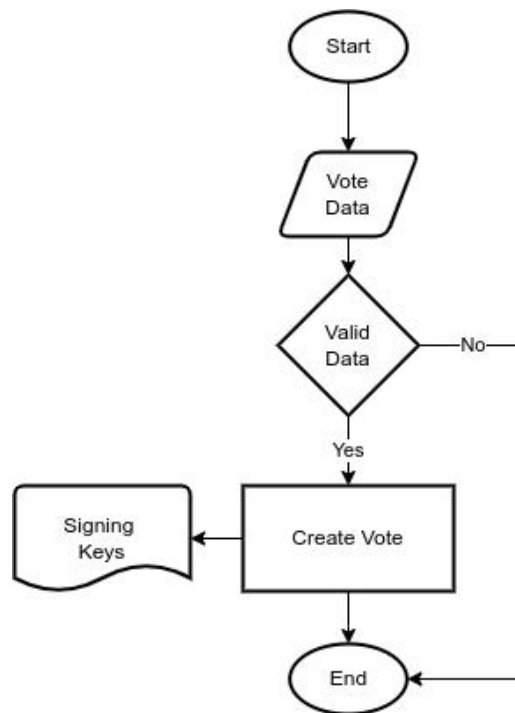 Start
Vote
Data
Valid
Data
No
Yes
Signing
Keys
Create Vote
End